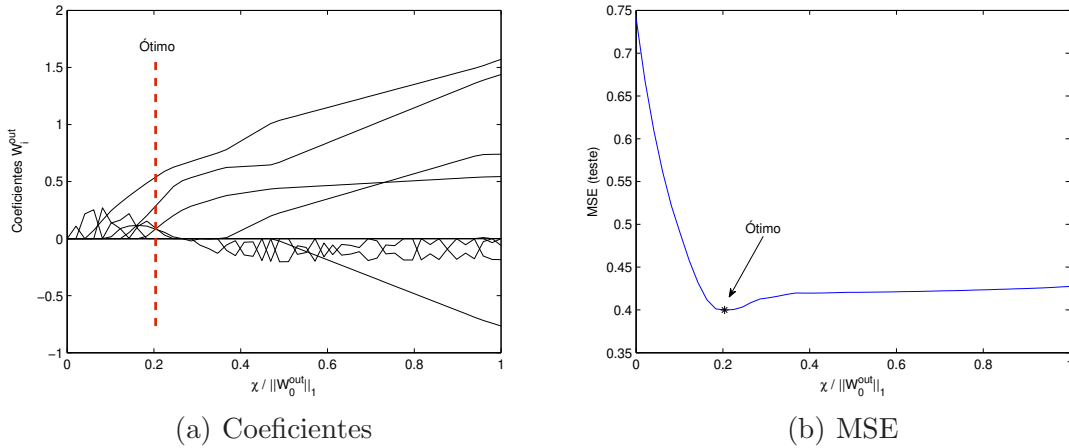 Ótimo
2
1.5
1
0.5
0
−0.5
−1
Coeficientes W_i^out
0 0.2 0.4 0.6 0.8 1
χ / ||W_0^out||_1
(a) Coeficientes
0.75
0.7
0.65
0.6
0.55
0.5
0.45
0.4
0.35
MSE (teste)
Ótimo
0 0.2 0.4 0.6 0.8 1
χ / ||W_0^out||_1
(b) MSE